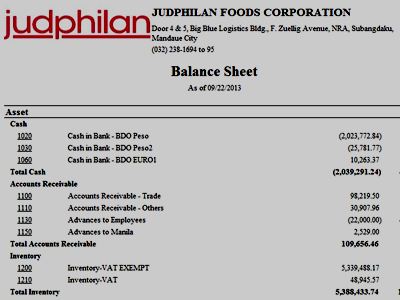 judphilan
JUDPHILAN FOODS CORPORATION
Door 4 & 5, Big Blue Logistics Bldg., F. Zuellig Avenue, NRA, Subangdaku,
Mandaue City
(032) 238-1694 to 95
Balance Sheet
As of 09/22/2013
Asset
Cash
1020 Cash in Bank - BDO Peso (2,023,772.84)
1030 Cash in Bank - BDO Peso2 (25,781.77)
1060 Cash in Bank - BDO EURO1 10,263.37
Total Cash (2,039,291.24)
Accounts Receivable
1100 Accounts Receivable - Trade 98,219.50
1110 Accounts Receivable - Others 30,907.96
1130 Advances to Employees (22,000.00)
1150 Advances to Manila 2,529.00
Total Accounts Receivable 109,656.46
Inventory
1200 Inventory-VAT EXEMPT 5,339,488.17
1210 Inventory-VAT 48,945.57
Total Inventory 5,388,433.74